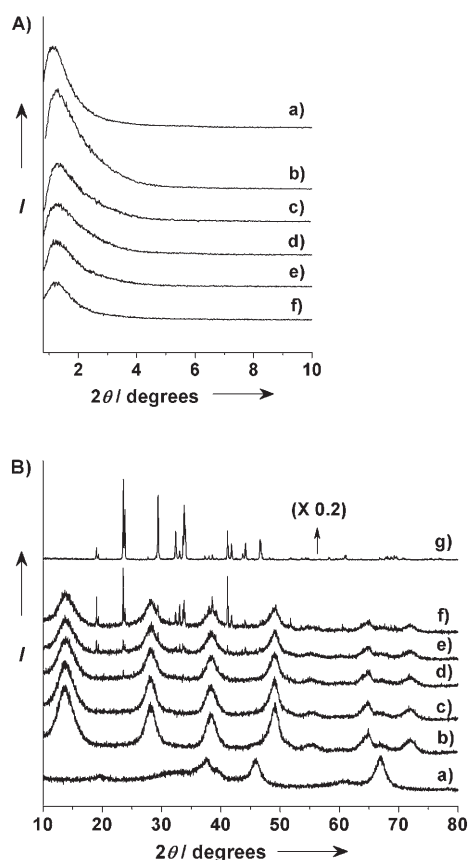 A)
a)
b)
c)
d)
e)
f)
I
2 4 6 8 10
2θ / degrees
B)
(X 0.2)
g)
f)
e)
d)
c)
b)
a)
I
10 20 30 40 50 60 70 80
2θ / degrees